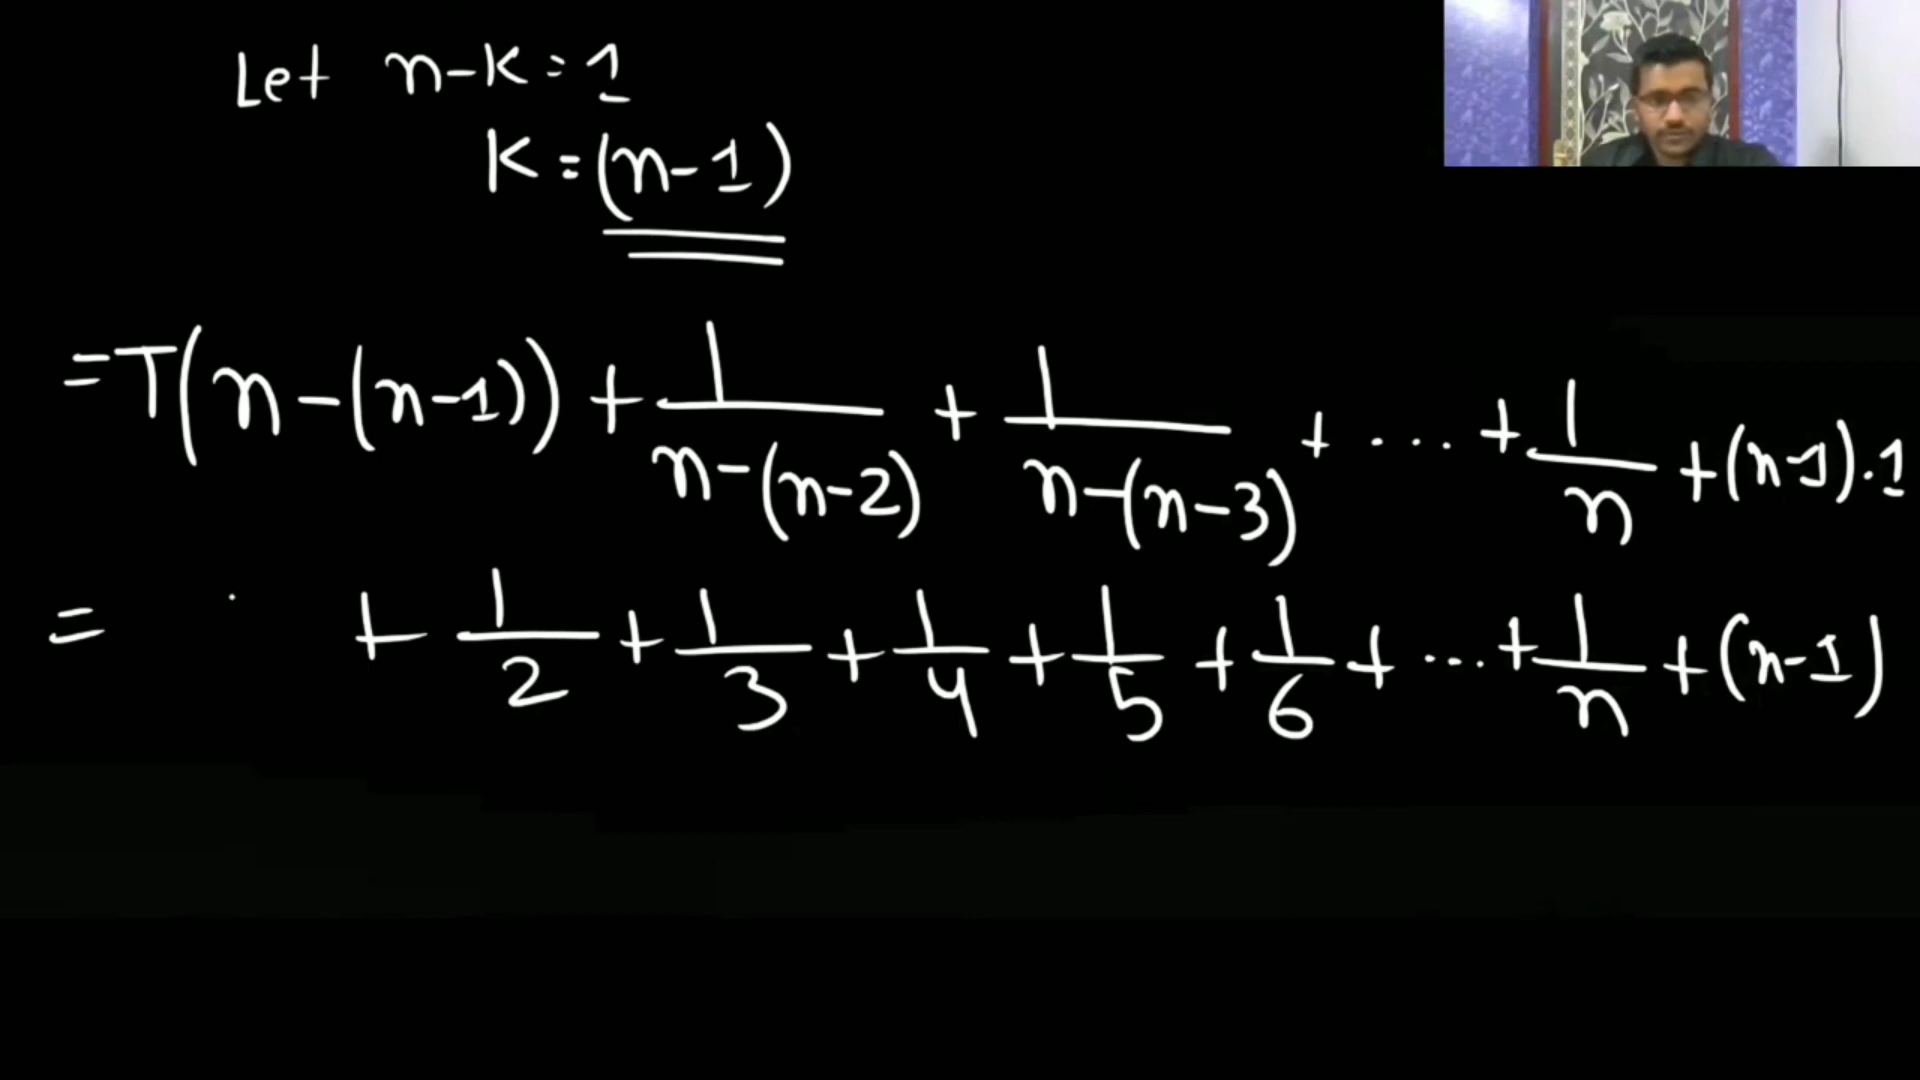 Let n-K=1
K=(n-1)
=T(n-(n-1))+1/(n-(n-2))+1/(n-(n-3))+...+1/n+(n-1).1
= +1/2+1/3+1/4+1/5+1/6+...+1/n+(n-1)